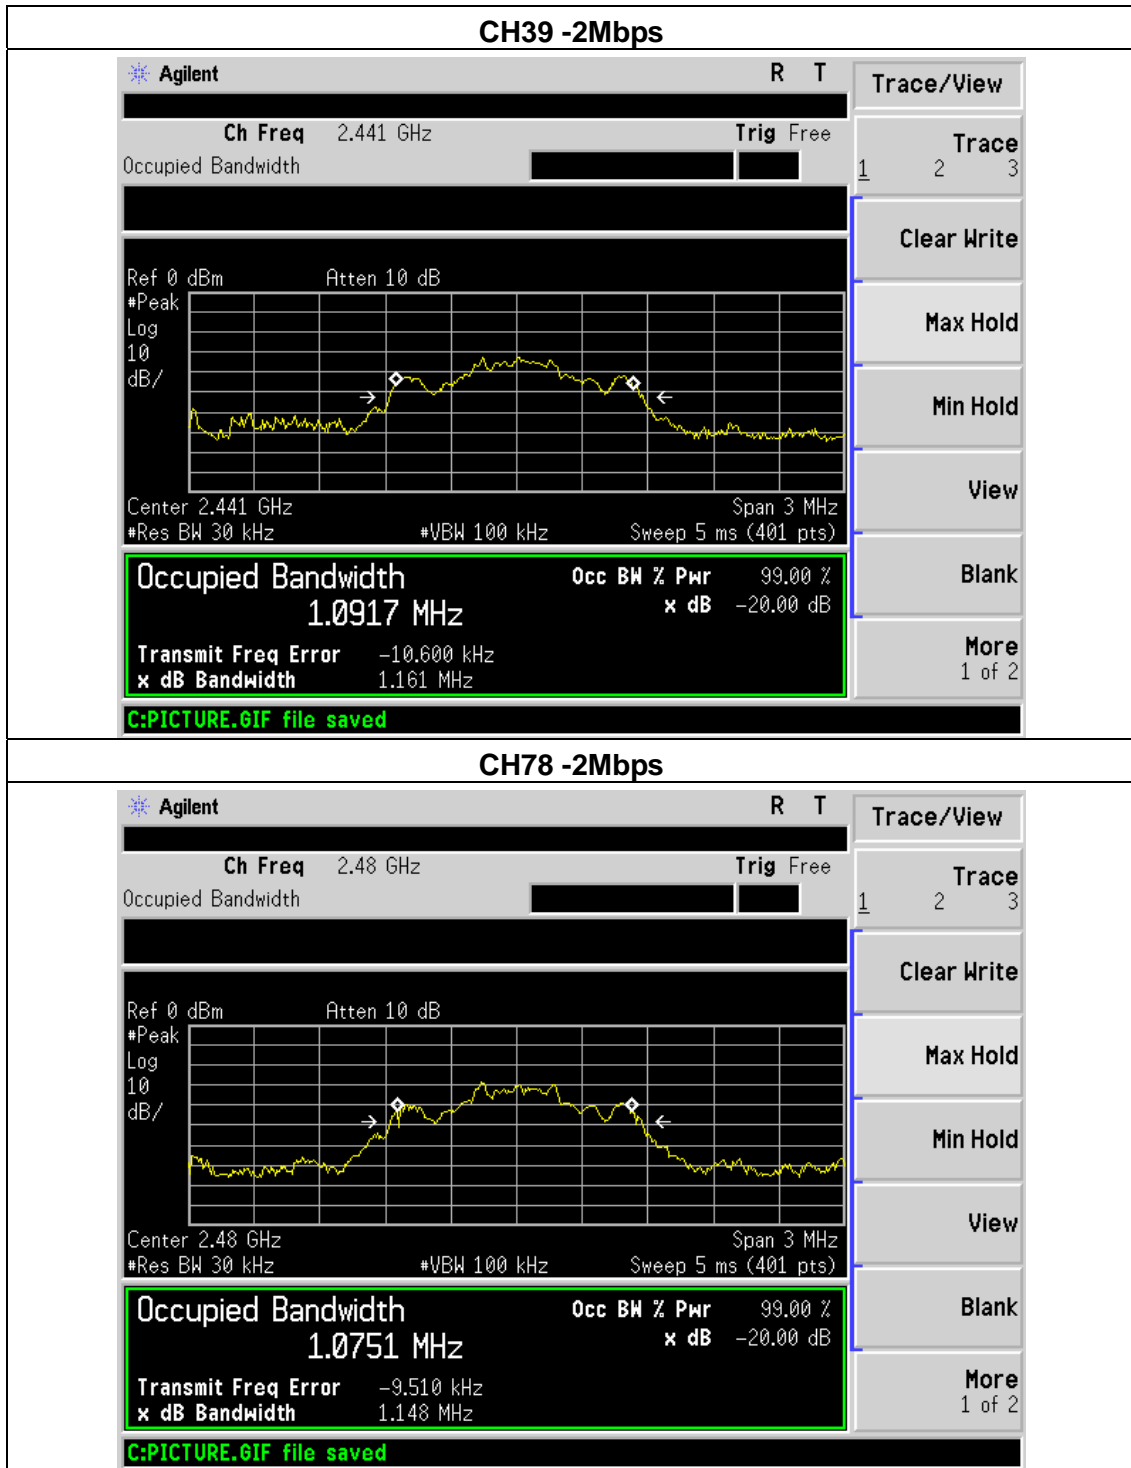 CH39 -2Mbps
Agilent R T
Trace/View
Ch Freq 2.441 GHz Trig Free
Occupied Bandwidth
Trace
1 2 3
Clear Write
Ref 0 dBm Atten 10 dB
#Peak
Log
10
dB/
Max Hold
Min Hold
View
Center 2.441 GHz Span 3 MHz
#Res BW 30 kHz #VBW 100 kHz Sweep 5 ms (401 pts)
Occupied Bandwidth Occ BW % Pwr 99.00 %
1.0917 MHz x dB -20.00 dB
Blank
Transmit Freq Error -10.600 kHz
x dB Bandwidth 1.161 MHz
More
1 of 2
C:PICTURE.GIF file saved
CH78 -2Mbps
Agilent R T
Trace/View
Ch Freq 2.48 GHz Trig Free
Occupied Bandwidth
Trace
1 2 3
Clear Write
Ref 0 dBm Atten 10 dB
#Peak
Log
10
dB/
Max Hold
Min Hold
View
Center 2.48 GHz Span 3 MHz
#Res BW 30 kHz #VBW 100 kHz Sweep 5 ms (401 pts)
Occupied Bandwidth Occ BW % Pwr 99.00 %
1.0751 MHz x dB -20.00 dB
Blank
Transmit Freq Error -9.510 kHz
x dB Bandwidth 1.148 MHz
More
1 of 2
C:PICTURE.GIF file saved